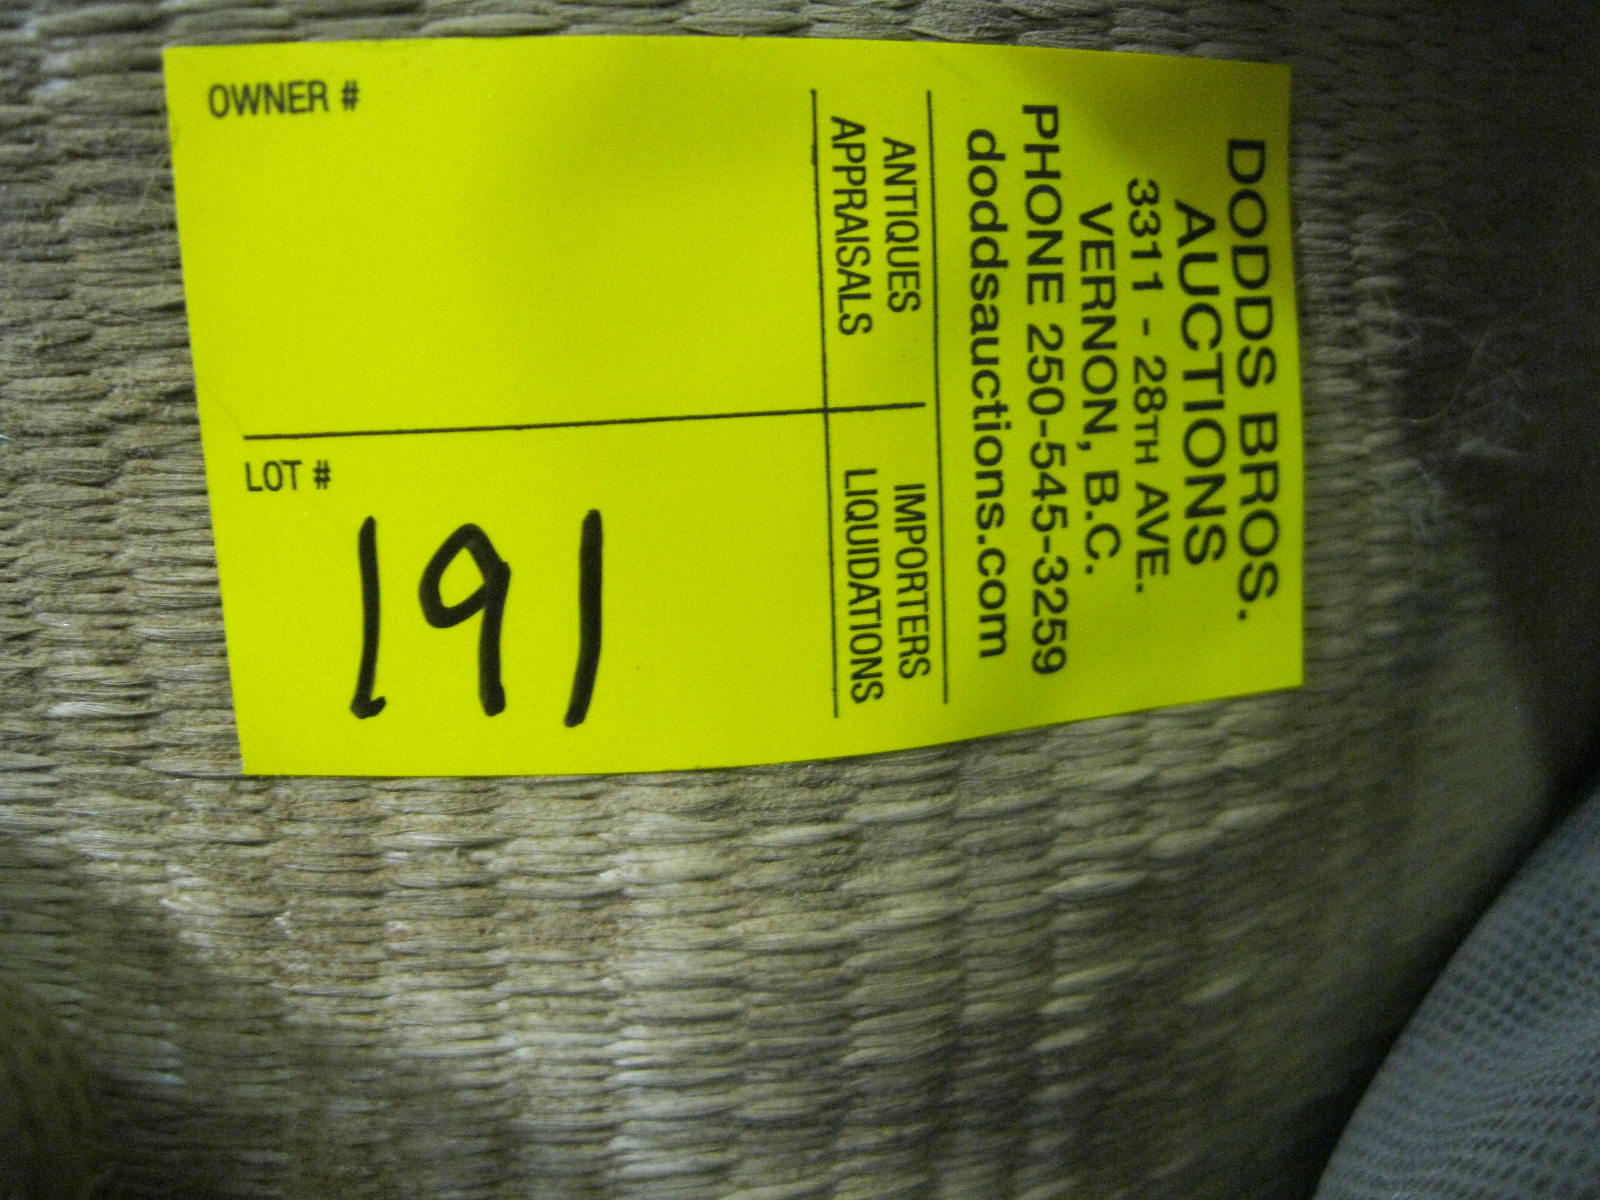 DODDS BROS.
AUCTIONS
3311 - 28TH AVE.
VERNON, B.C.
PHONE 250-545-3259
doddsauctions.com
ANTIQUES
APPRAISALS
IMPORTERS
LIQUIDATIONS
OWNER #
LOT #
191